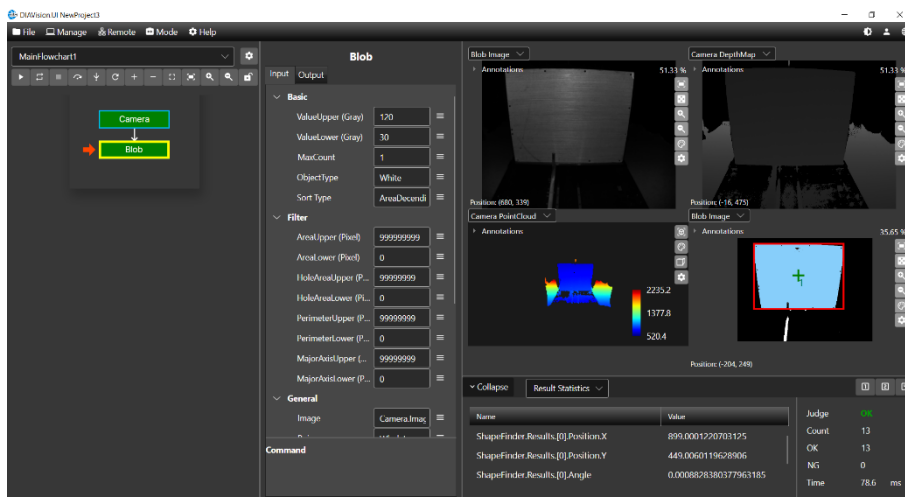 DIAVision.UI NewProject3
File Manage Remote Mode Help
MainFlowchart1
Camera
Blob
Blob
Input Output
Basic
ValueUpper (Gray) 120
ValueLower (Gray) 30
MaxCount 1
ObjectType White
Sort Type AreaDecendi
Filter
AreaUpper (Pixel) 999999999
AreaLower (Pixel) 0
HoleAreaUpper (P... 99999999
HoleAreaLower (Pi... 0
PerimeterUpper (P... 99999999
PerimeterLower (P... 0
MajorAxisUpper (... 99999999
MajorAxisLower (P... 0
General
Image Camera.Imag
Command
Blob Image
Annotations 51.33 %
Position: (680, 339)
Camera DepthMap
Annotations 51.33 %
Position: (-16, 475)
Camera PointCloud
Annotations
2235.2
1377.8
520.4
Blob Image
Annotations 35.65 %
1
Position: (-204, 249)
Collapse Result Statistics
Name Value
ShapeFinder.Results.[0].Position.X 899.0001220703125
ShapeFinder.Results.[0].Position.Y 449.0060119628906
ShapeFinder.Results.[0].Angle 0.0008828380377963185
Judge OK
Count 13
OK 13
NG 0
Time 78.6 ms